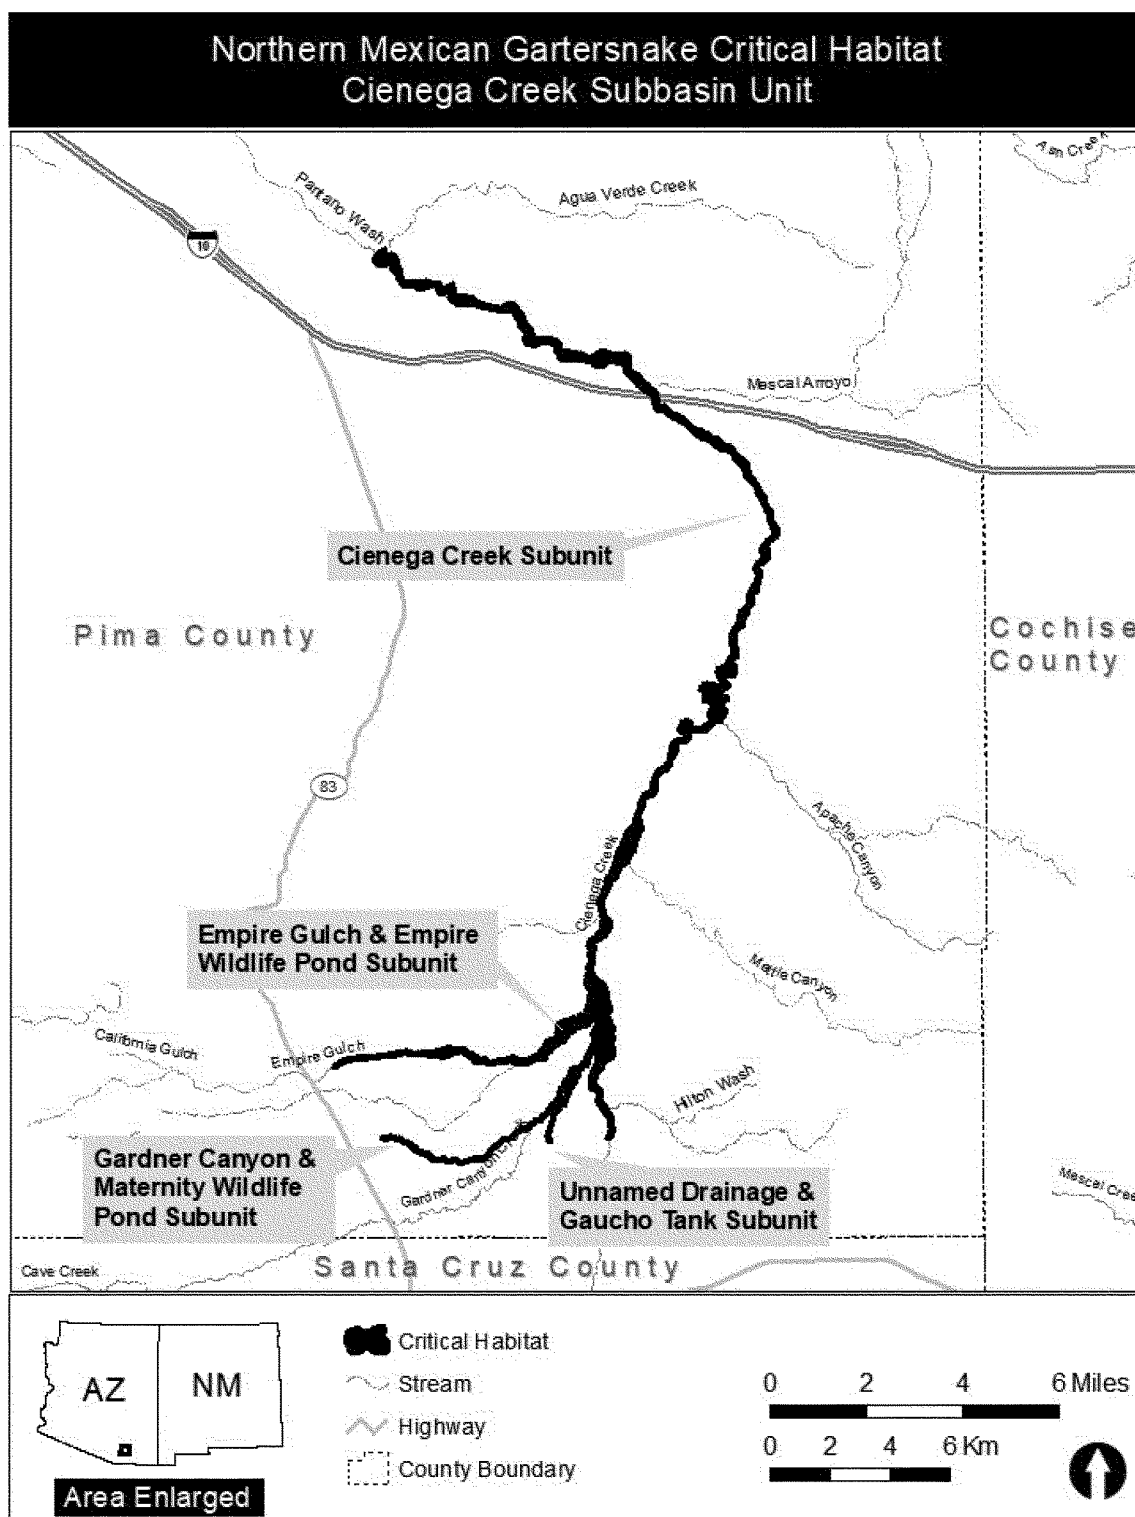 Northern Mexican Gartersnake Critical Habitat
Cienega Creek Subbasin Unit
Ash Creek
Pantano Wash
Agua Verde Creek
10
Mescal Arroyo
Cienega Creek Subunit
Pima County
Cochise
County
83
Apache Canyon
Cienega Creek
Empire Gulch & Empire
Wildlife Pond Subunit
Mattie Canyon
California Gulch
Empire Gulch
Hilton Wash
Gardner Canyon &
Maternity Wildlife
Pond Subunit
Gardner Canyon
Unnamed Drainage &
Gaucho Tank Subunit
Mescal Cree
Cave Creek
Santa Cruz County
AZ
NM
Area Enlarged
Critical Habitat
Stream
Highway
County Boundary
0 2 4 6 Miles
0 2 4 6 Km